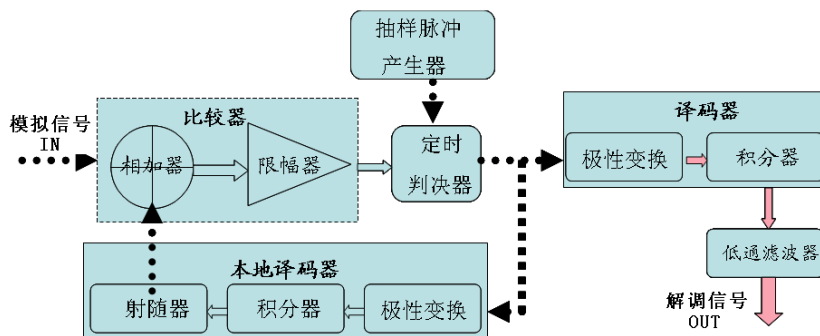 抽样脉冲
产生器
模拟信号
IN
比较器
相加器
限幅器
定时
判决器
译码器
极性变换
积分器
低通滤波器
解调信号
OUT
本地译码器
射随器
积分器
极性变换